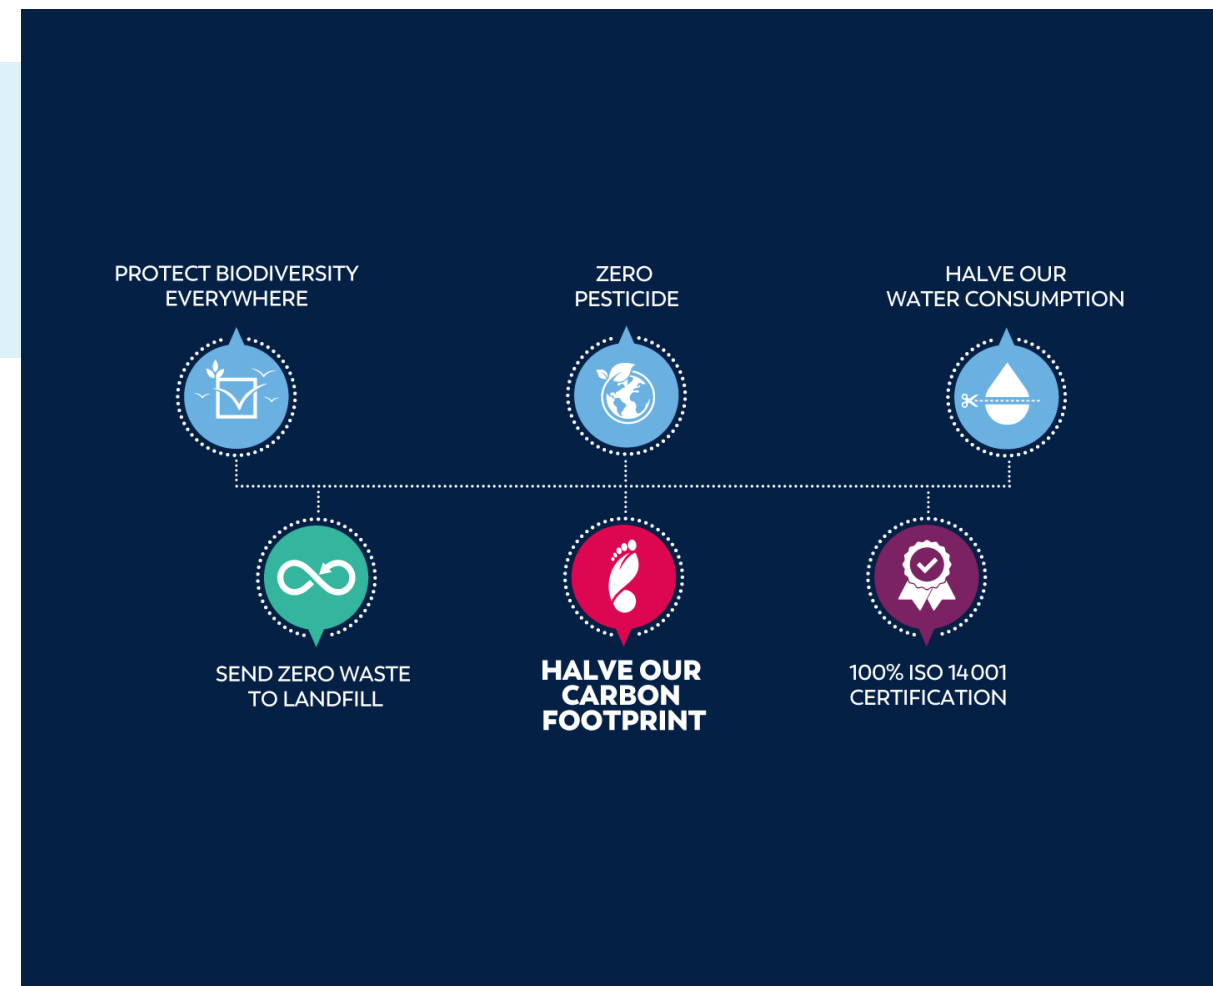 PROTECT BIODIVERSITY
EVERYWHERE
ZERO
PESTICIDE
HALVE OUR
WATER CONSUMPTION
SEND ZERO WASTE
TO LANDFILL
HALVE OUR
CARBON
FOOTPRINT
100% ISO 14001
CERTIFICATION